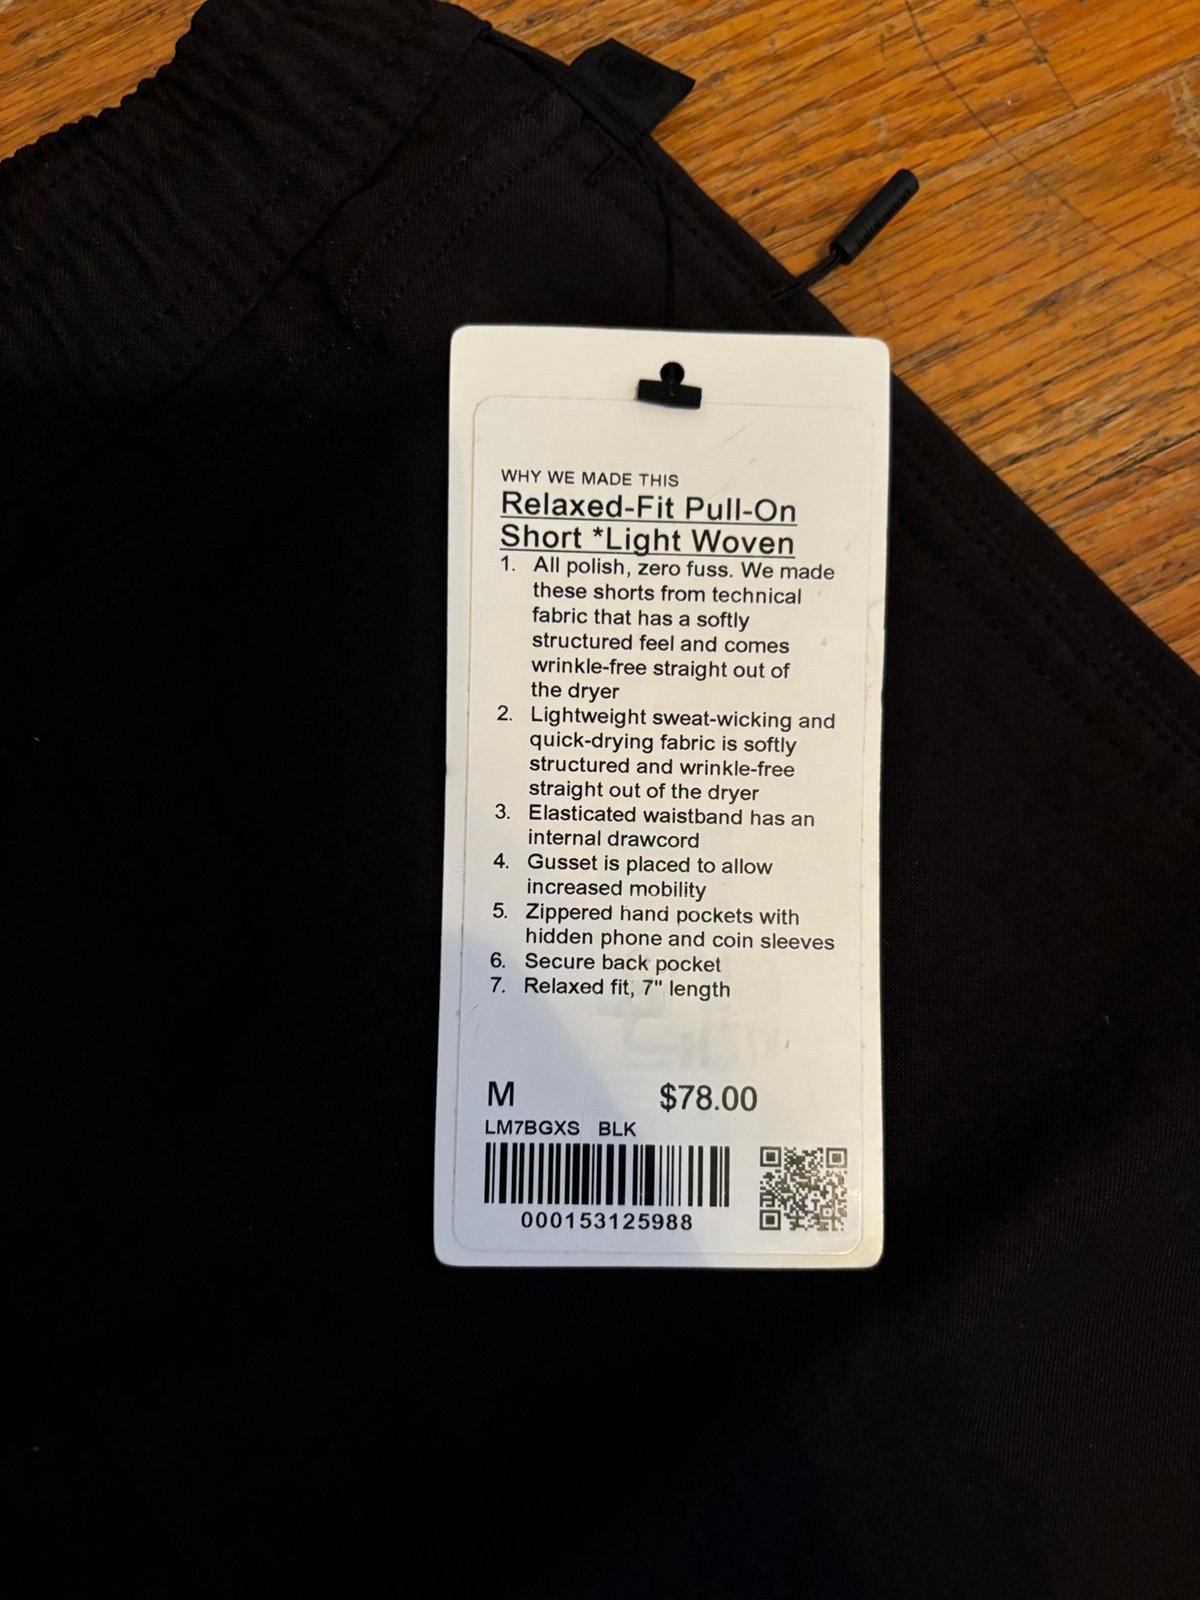 lululemon
WHY WE MADE THIS
Relaxed-Fit Pull-On
Short *Light Woven
1. All polish, zero fuss. We made
these shorts from technical
fabric that has a softly
structured feel and comes
wrinkle-free straight out of
the dryer
2. Lightweight sweat-wicking and
quick-drying fabric is softly
structured and wrinkle-free
straight out of the dryer
3. Elasticated waistband has an
internal drawcord
4. Gusset is placed to allow
increased mobility
5. Zippered hand pockets with
hidden phone and coin sleeves
6. Secure back pocket
7. Relaxed fit, 7" length
M $78.00
LM7BGXS BLK
000153125988